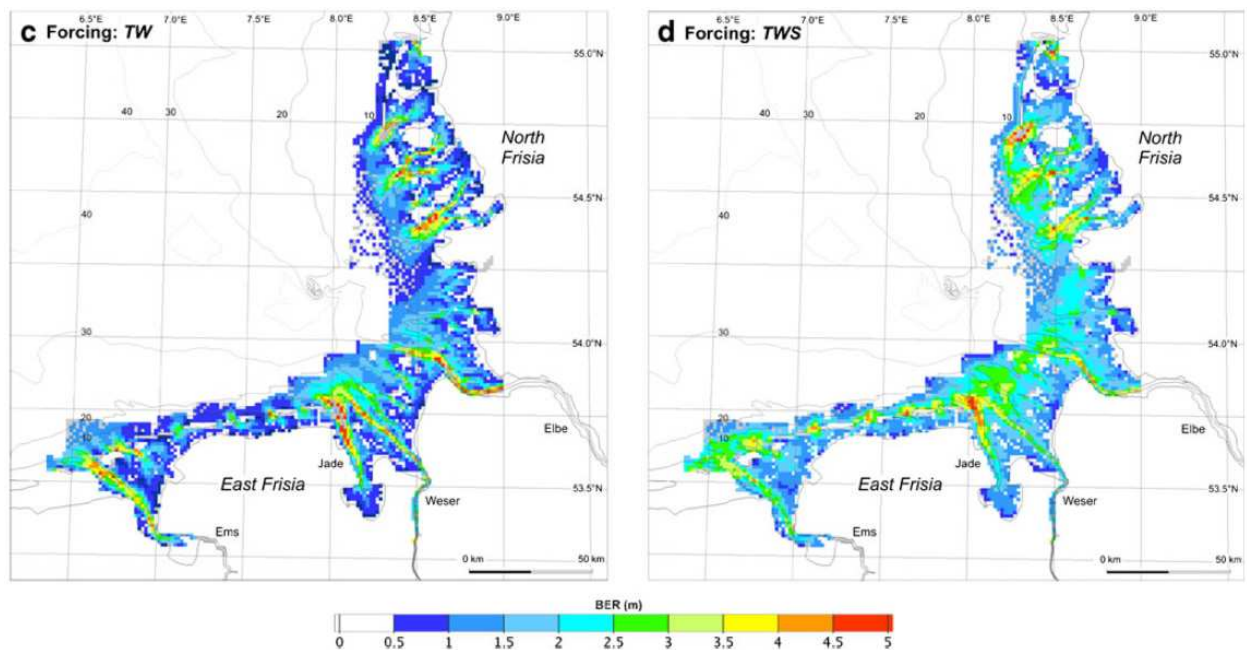 6.5°E 7.0°E 7.5°E 8.0°E 8.5°E 9.0°E
c Forcing: TW
55.0°N
40
30
20
10
North
Frisia
54.5°N
40
30
54.0°N
20
10
Elbe
Jade
East Frisia
53.5°N
Weser
Ems
0 km 50 km
6.5°E 7.0°E 7.5°E 8.0°E 8.5°E 9.0°E
d Forcing: TWS
55.0°N
40
30
20
10
North
Frisia
54.5°N
40
30
54.0°N
20
10
Elbe
Jade
East Frisia
53.5°N
Weser
Ems
0 km 50 km
BER (m)
0 0.5 1 1.5 2 2.5 3 3.5 4 4.5 5